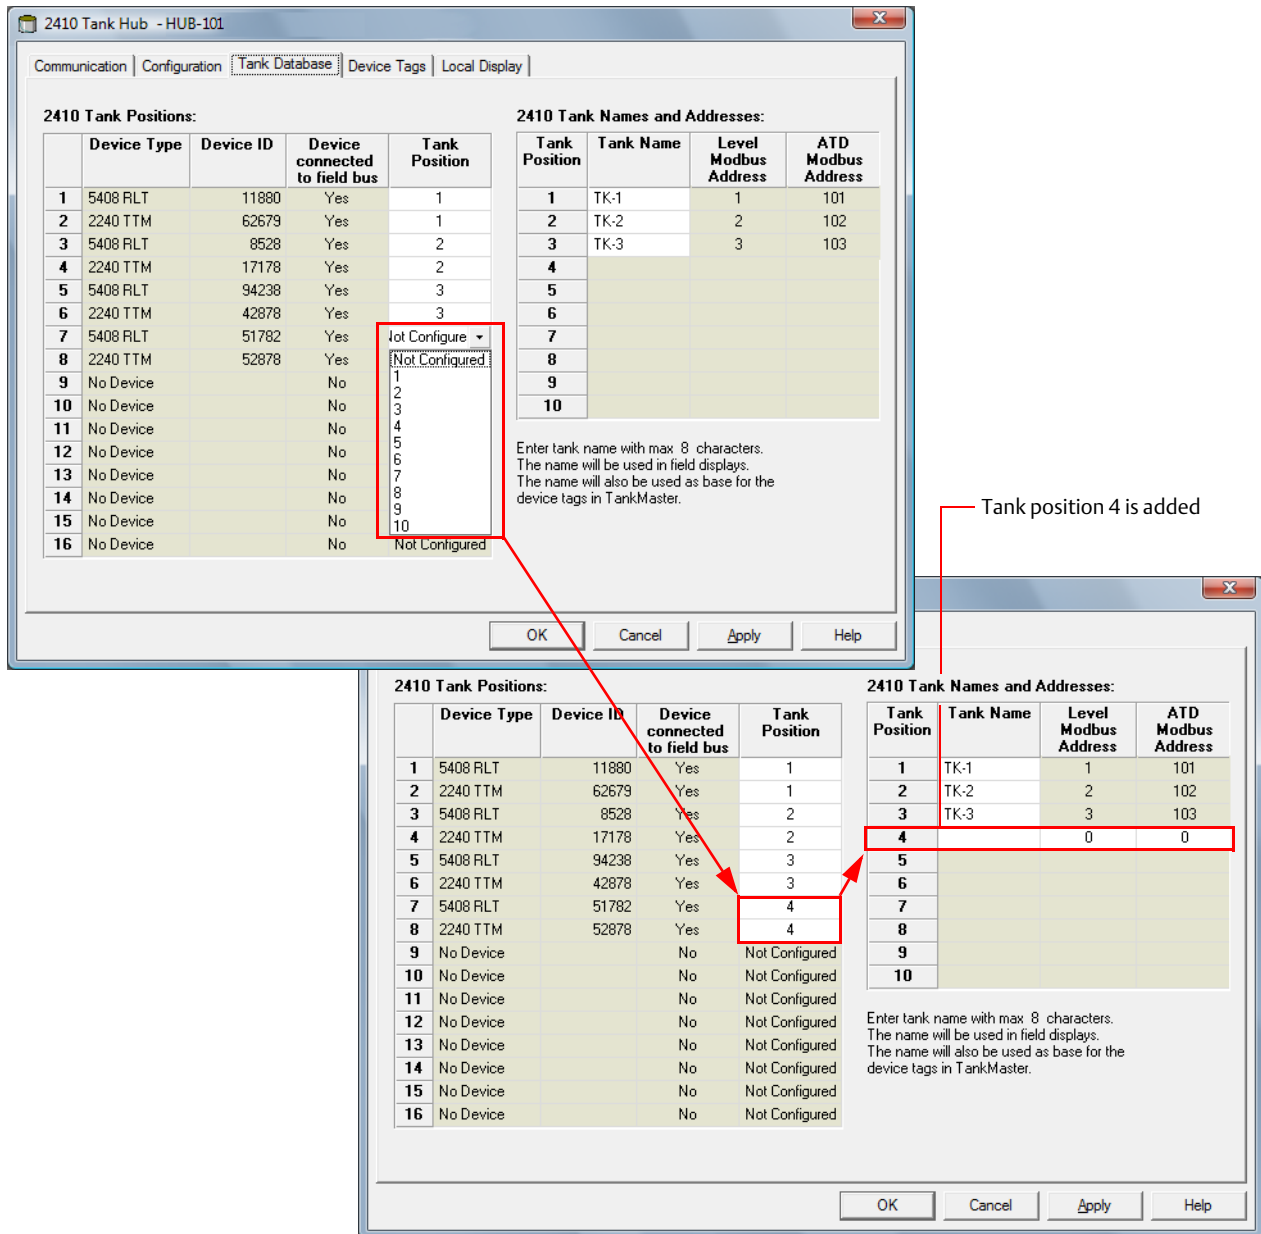 2410 Tank Hub - HUB-101
Communication Configuration Tank Database Device Tags Local Display
2410 Tank Positions:
Device Type Device ID Device connected to field bus Tank Position
1 5408 RLT 11880 Yes 1
2 2240 TTM 62679 Yes 1
3 5408 RLT 8528 Yes 2
4 2240 TTM 17178 Yes 2
5 5408 RLT 94238 Yes 3
6 2240 TTM 42878 Yes 3
7 5408 RLT 51782 Yes Not Configure
8 2240 TTM 52878 Yes
9 No Device No
10 No Device No
11 No Device No
12 No Device No
13 No Device No
14 No Device No
15 No Device No
16 No Device No Not Configured
Not Configured
1
2
3
4
5
6
7
8
9
10
2410 Tank Names and Addresses:
Tank Position Tank Name Level Modbus Address ATD Modbus Address
1 TK-1 1 101
2 TK-2 2 102
3 TK-3 3 103
4
5
6
7
8
9
10
Enter tank name with max 8 characters.
The name will be used in field displays.
The name will also be used as base for the
device tags in TankMaster.
OK Cancel Apply Help
Tank position 4 is added
2410 Tank Positions:
Device Type Device ID Device connected to field bus Tank Position
1 5408 RLT 11880 Yes 1
2 2240 TTM 62679 Yes 1
3 5408 RLT 8528 Yes 2
4 2240 TTM 17178 Yes 2
5 5408 RLT 94238 Yes 3
6 2240 TTM 42878 Yes 3
7 5408 RLT 51782 Yes 4
8 2240 TTM 52878 Yes 4
9 No Device No Not Configured
10 No Device No Not Configured
11 No Device No Not Configured
12 No Device No Not Configured
13 No Device No Not Configured
14 No Device No Not Configured
15 No Device No Not Configured
16 No Device No Not Configured
2410 Tank Names and Addresses:
Tank Position Tank Name Level Modbus Address ATD Modbus Address
1 TK-1 1 101
2 TK-2 2 102
3 TK-3 3 103
4 0 0
5
6
7
8
9
10
Enter tank name with max 8 characters.
The name will be used in field displays.
The name will also be used as base for the
device tags in TankMaster.
OK Cancel Apply Help